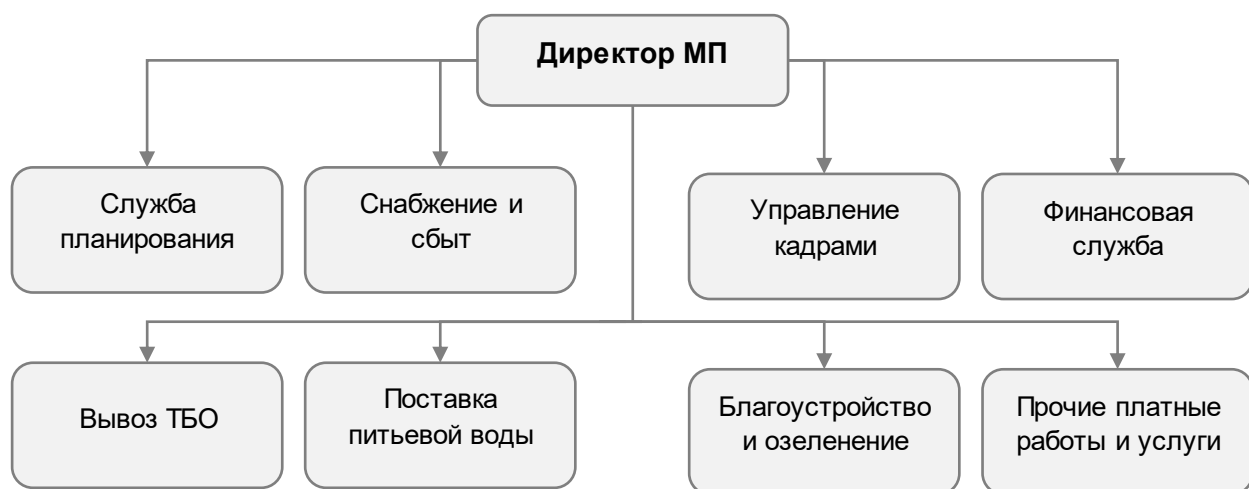 Директор МП
Служба
планирования
Снабжение и
сбыт
Управление
кадрами
Финансовая
служба
Вывоз ТБО
Поставка
питьевой воды
Благоустройство
и озеленение
Прочие платные
работы и услуги